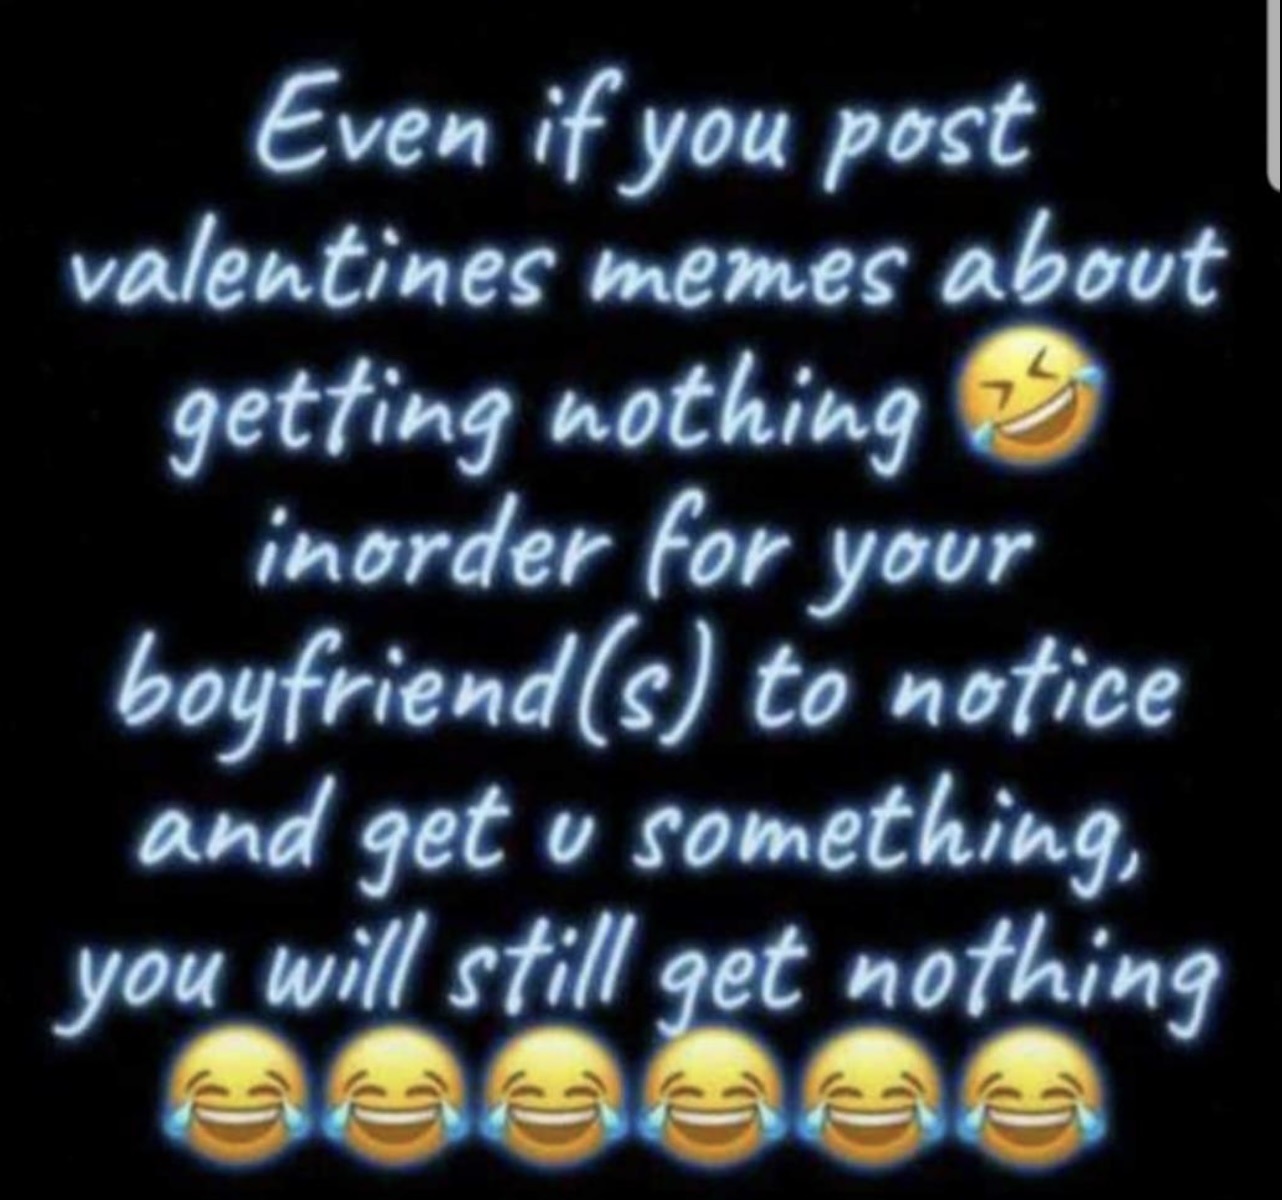 Even if you post
valentines memes about
getting nothing 🤣
inorder for your
boyfriend(s) to notice
and get u something,
you will still get nothing
😂😂😂😂😂😂